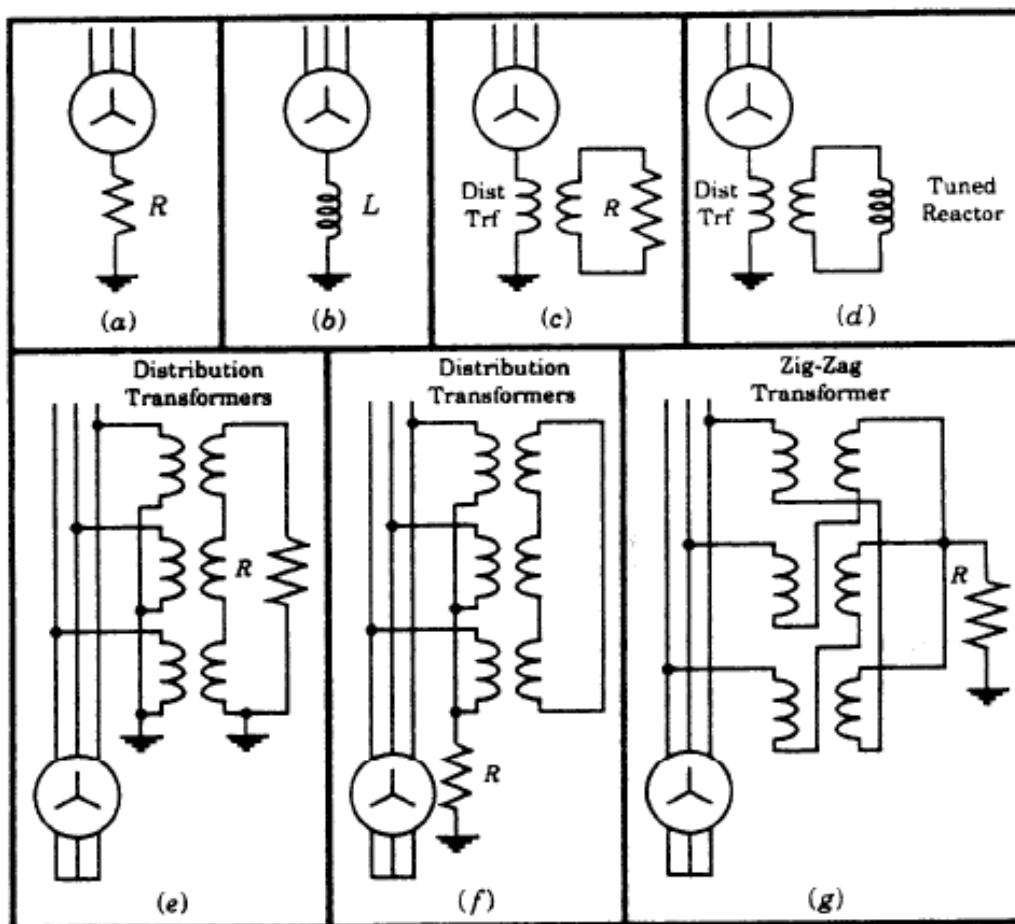 R
(a)
L
(b)
Dist
Trf
R
(c)
Dist
Trf
Tuned
Reactor
(d)
Distribution
Transformers
R
(e)
Distribution
Transformers
R
(f)
Zig-Zag
Transformer
R
(g)